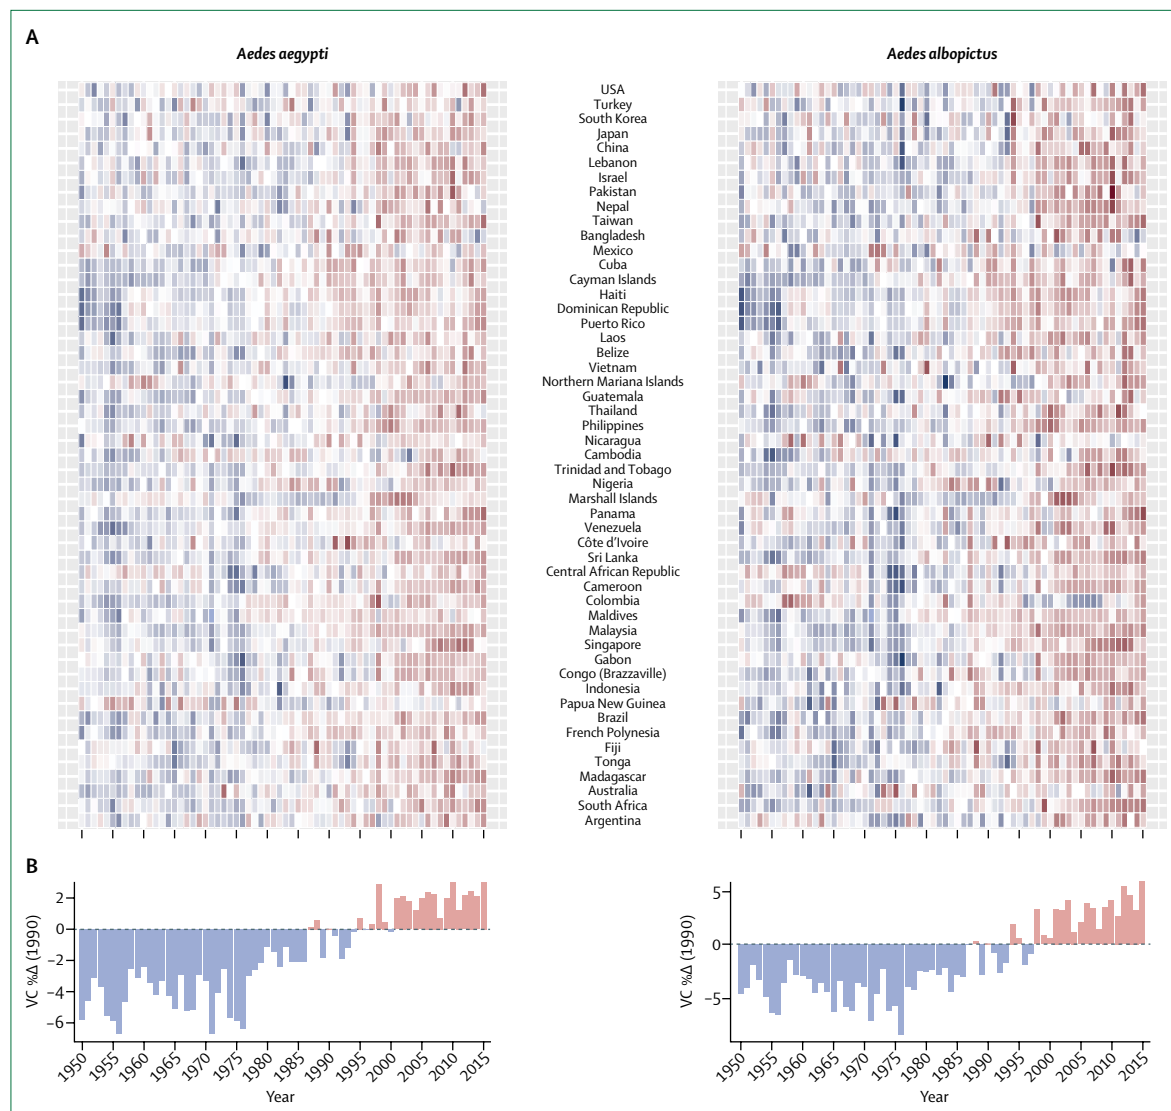 A
Aedes aegypti
Aedes albopictus
USA
Turkey
South Korea
Japan
China
Lebanon
Israel
Pakistan
Nepal
Taiwan
Bangladesh
Mexico
Cuba
Cayman Islands
Haiti
Dominican Republic
Puerto Rico
Laos
Belize
Vietnam
Northern Mariana Islands
Guatemala
Thailand
Philippines
Nicaragua
Cambodia
Trinidad and Tobago
Nigeria
Marshall Islands
Panama
Venezuela
Côte d'Ivoire
Sri Lanka
Central African Republic
Cameroon
Colombia
Maldives
Malaysia
Singapore
Gabon
Congo (Brazzaville)
Indonesia
Papua New Guinea
Brazil
French Polynesia
Fiji
Tonga
Madagascar
Australia
South Africa
Argentina
B
VC %Δ (1990)
2
0
−2
−4
−6
1950 1955 1960 1965 1970 1975 1980 1985 1990 1995 2000 2005 2010 2015
Year
VC %Δ (1990)
5
0
−5
1950 1955 1960 1965 1970 1975 1980 1985 1990 1995 2000 2005 2010 2015
Year